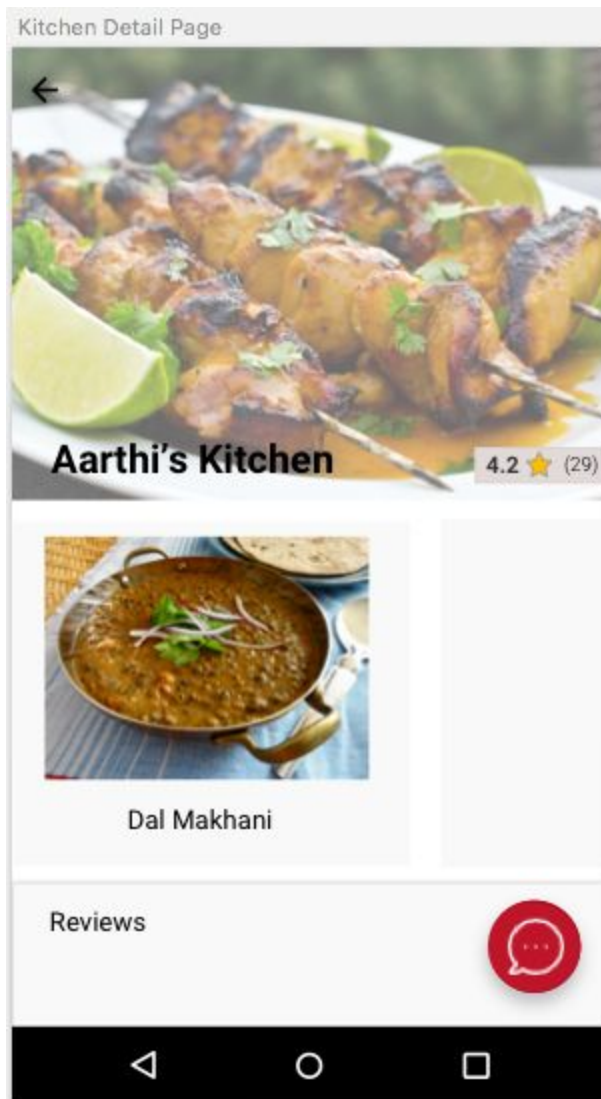 Kitchen Detail Page
Aarthi's Kitchen
4.2 (29)
Dal Makhani
Reviews